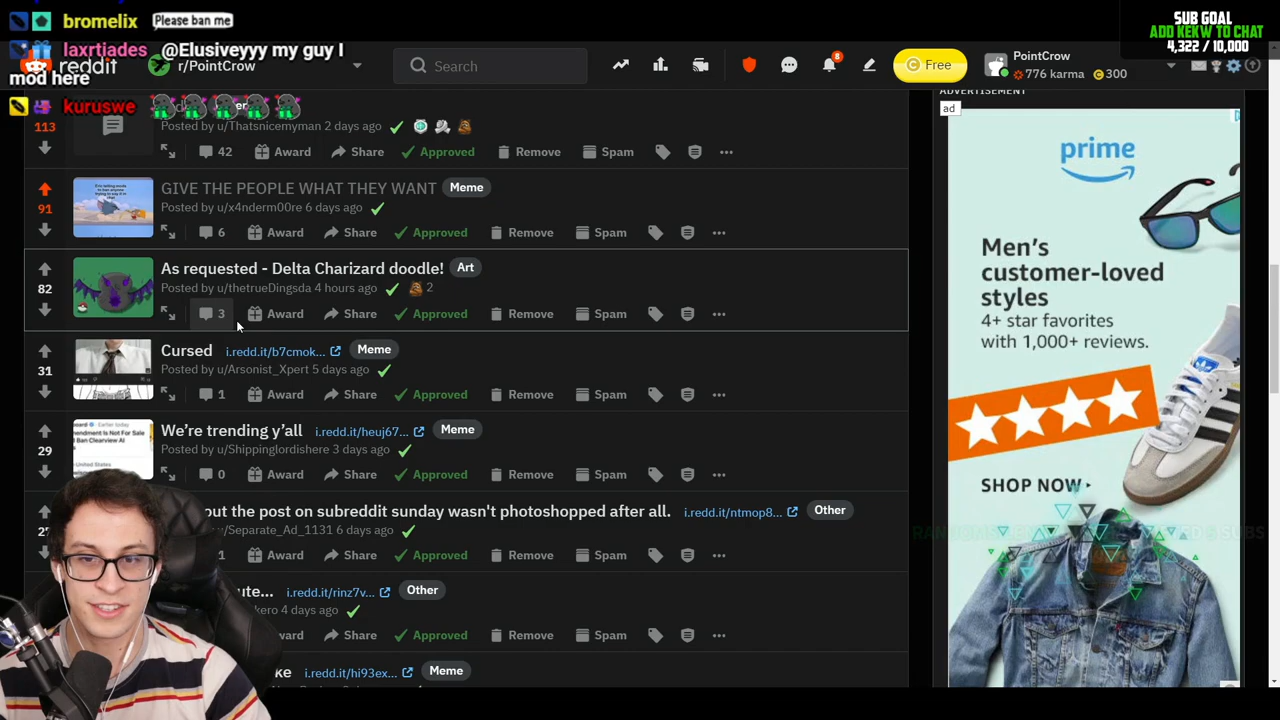 bromelix Please ban me
laxrtjades @Elusiveyyy my guy I
mod here
kuruswe
SUB GOAL
ADD KEKW TO CHAT
4,322 / 10,000
reddit r/PointCrow Search 8 Free PointCrow
776 karma 300
ADVERTISEMENT
ad
113
Posted by u/Thatsnicemyman 2 days ago
42 Award Share Approved Remove Spam
GIVE THE PEOPLE WHAT THEY WANT Meme
91
Posted by u/x4nderm00re 6 days ago
6 Award Share Approved Remove Spam
As requested - Delta Charizard doodle! Art
82
Posted by u/thetrueDingsda 4 hours ago 2
3 Award Share Approved Remove Spam
Cursed i.redd.it/b7cmok... Meme
31
Posted by u/Arsonist_Xpert 5 days ago
1 Award Share Approved Remove Spam
We're trending y'all i.redd.it/heuj67... Meme
29
Posted by u/Shippinglordishere 3 days ago
0 Award Share Approved Remove Spam
out the post on subreddit sunday wasn't photoshopped after all. i.redd.it/ntmop8... Other
u/Separate_Ad_1131 6 days ago
1 Award Share Approved Remove Spam
ute... i.redd.it/rinz7v... Other
kero 4 days ago
Award Share Approved Remove Spam
ke i.redd.it/hi93ex... Meme
prime
Men's
customer-loved
styles
4+ star favorites
with 1,000+ reviews.
SHOP NOW